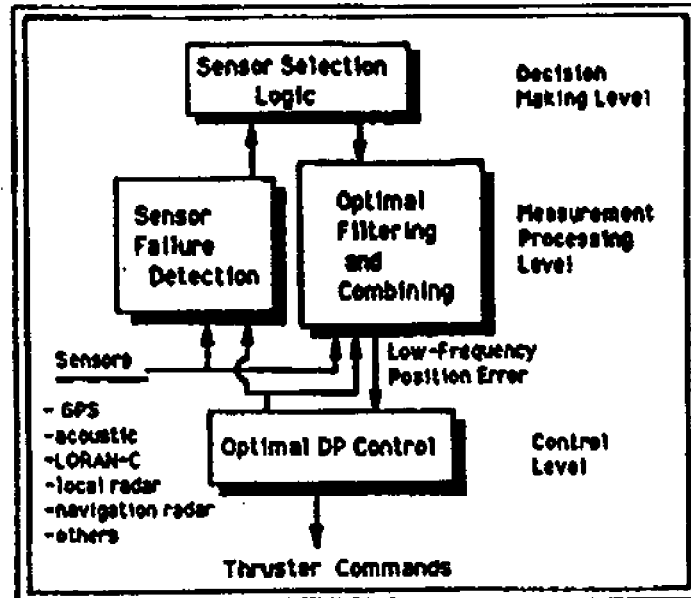 Sensor Selection
Logic
Decision
Making Level
Sensor
Failure
Detection
Optimal
Filtering
and
Combining
Measurement
Processing
Level
Sensors
Low-Frequency
Position Error
- GPS
-acoustic
-LORAN-C
-local radar
-navigation radar
-others
Optimal DP Control
Control
Level
Thruster Commands